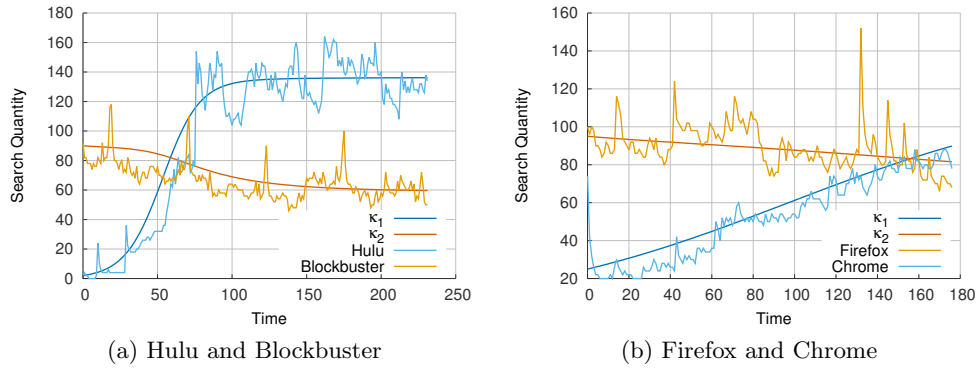 160
140
120
100
80
60
40
20
0
0 50 100 150 200 250
Search Quantity
Time
κ1
κ2
Hulu
Blockbuster
(a) Hulu and Blockbuster
160
140
120
100
80
60
40
20
0 20 40 60 80 100 120 140 160 180
Search Quantity
Time
κ1
κ2
Firefox
Chrome
(b) Firefox and Chrome